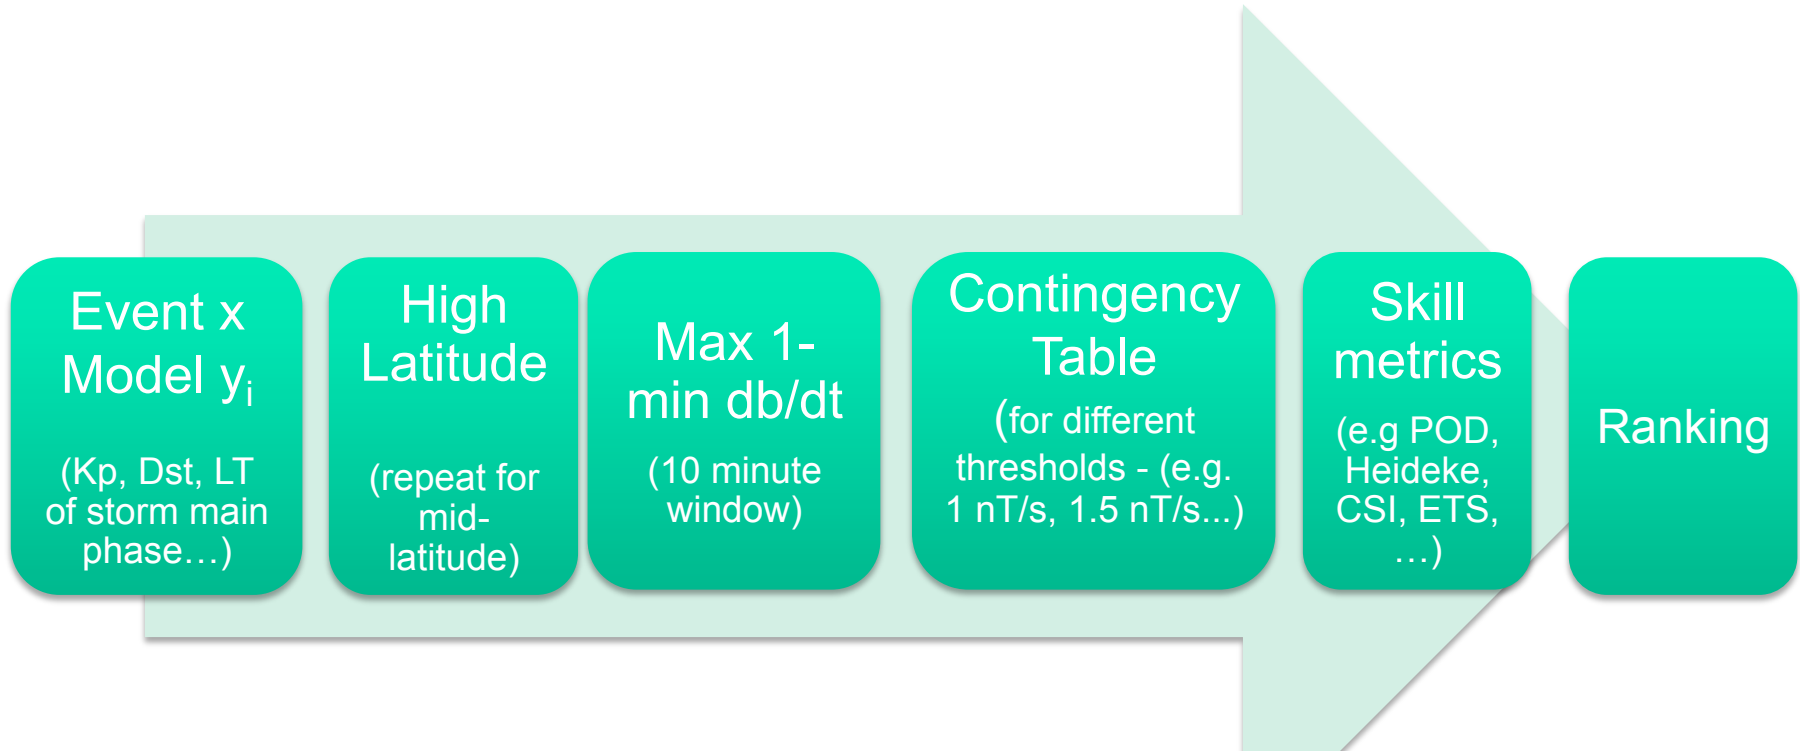 Event x
Model yi
(Kp, Dst, LT
of storm main
phase…)
High
Latitude
(repeat for
mid-
latitude)
Max 1-
min db/dt
(10 minute
window)
Contingency
Table
(for different
thresholds - (e.g.
1 nT/s, 1.5 nT/s...)
Skill
metrics
(e.g POD,
Heideke,
CSI, ETS,
…)
Ranking